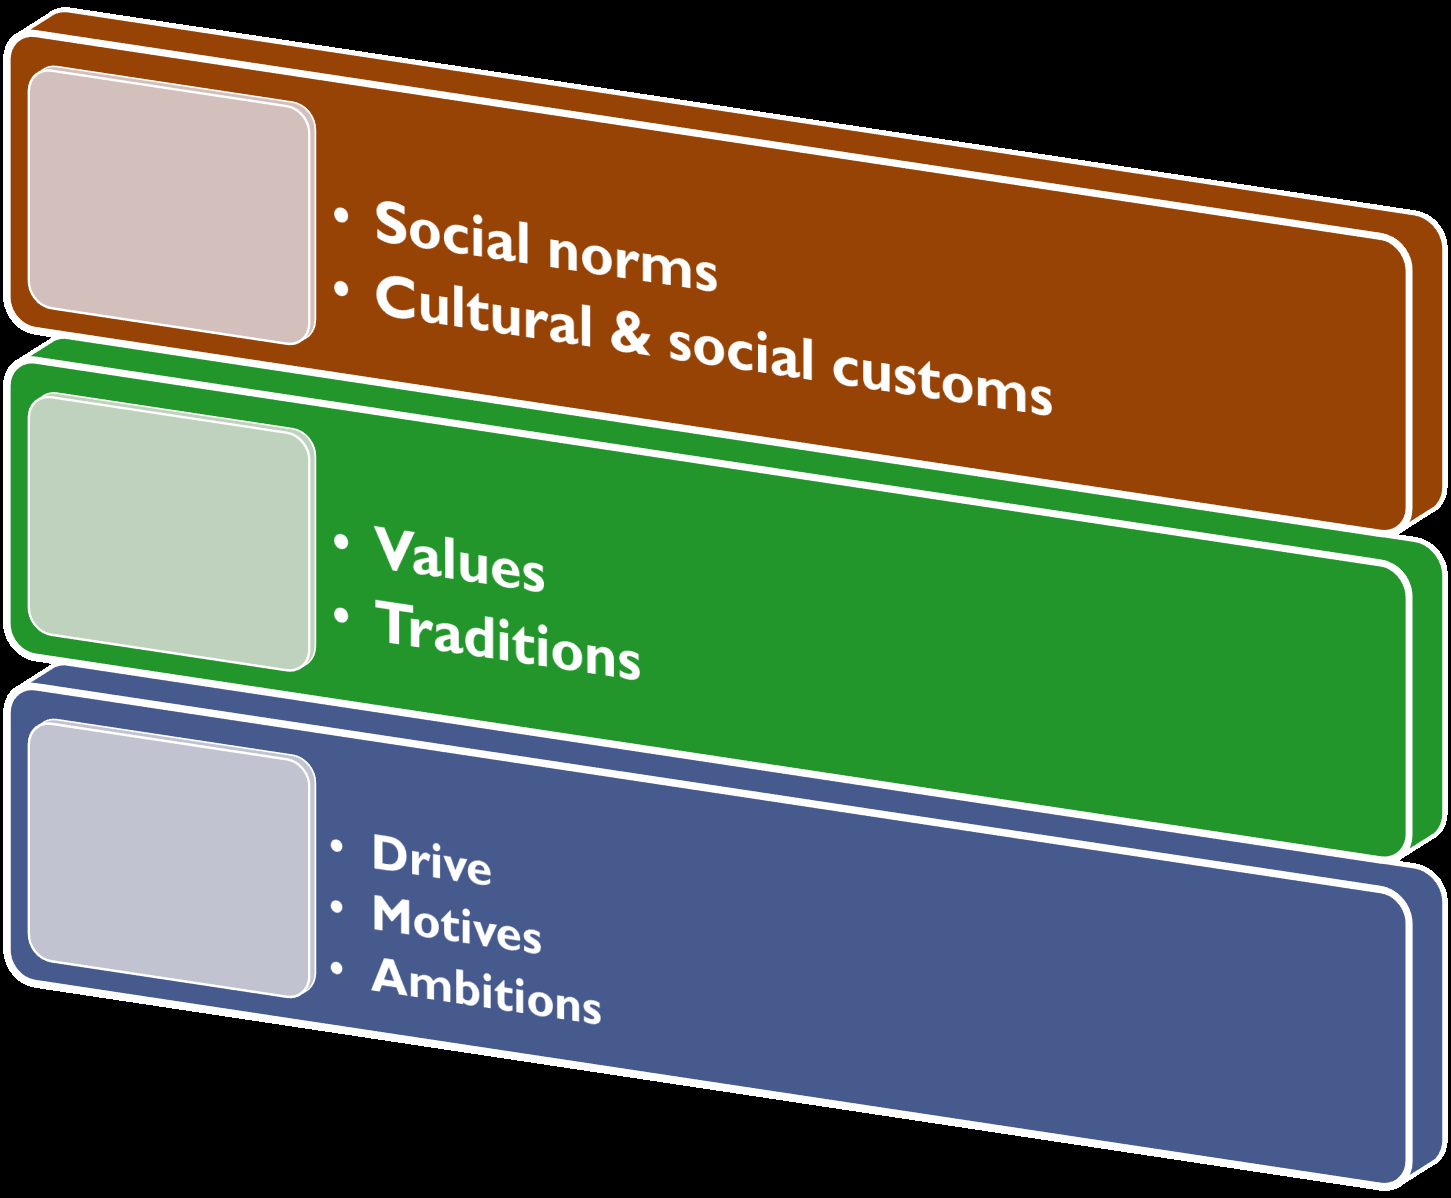 • Social norms
• Cultural & social customs
• Values
• Traditions
• Drive
• Motives
• Ambitions